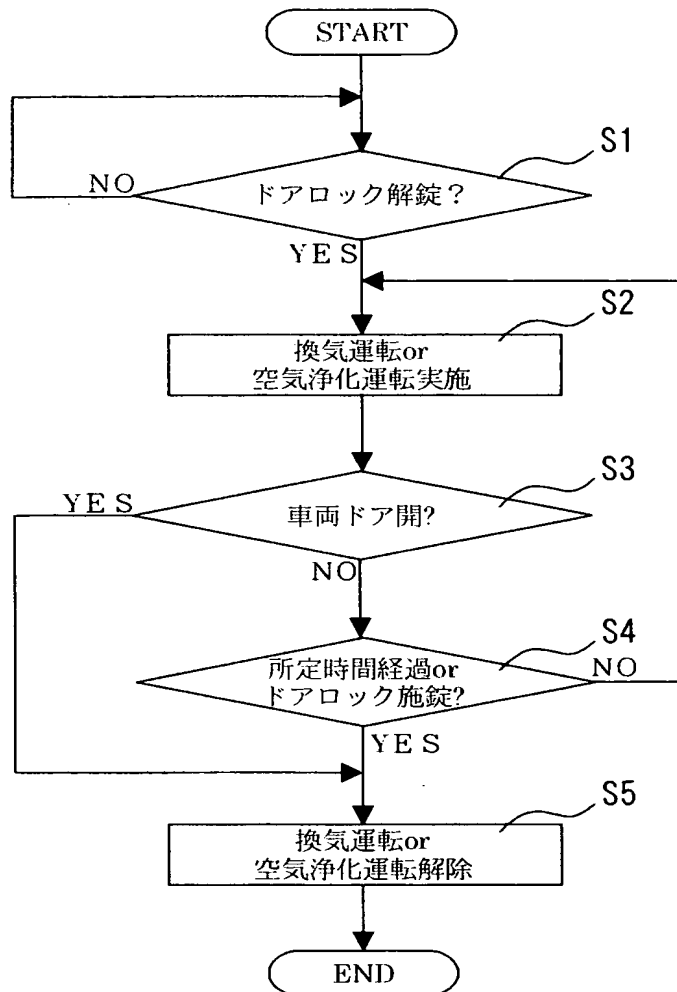 START
S1
NO
ドアロック解錠?
YES
S2
換気運転or
空気浄化運転実施
S3
YES
車両ドア開?
NO
S4
所定時間経過or
ドアロック施錠?
NO
YES
S5
換気運転or
空気浄化運転解除
END